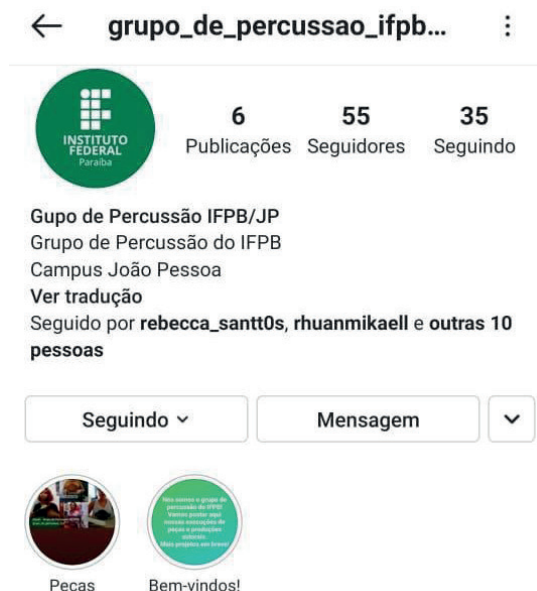 grupo_de_percussao_ifpb...
INSTITUTO
FEDERAL
Paraíba
6
Publicações
55
Seguidores
35
Seguindo
Gupo de Percussão IFPB/JP
Grupo de Percussão do IFPB
Campus João Pessoa
Ver tradução
Seguido por rebecca_santt0s, rhuanmikaell e outras 10
pessoas
Seguindo
Mensagem
Nós somos o grupo de
percussão do IFPB!
Vamos postar aqui
nossas execuções de
peças e produções
autorais.
Mais projetos em breve!
Peças
Bem-vindos!